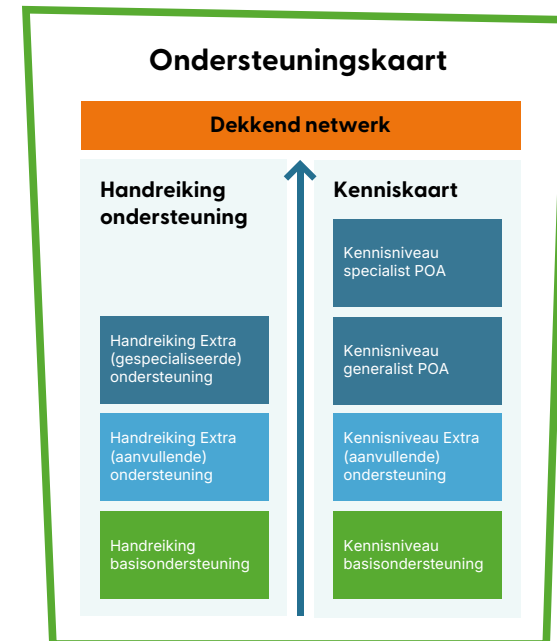 Ondersteuningskaart
Dekkend netwerk
Handreiking
ondersteuning
Handreiking Extra
(gespecialiseerde)
ondersteuning
Handreiking Extra
(aanvullende)
ondersteuning
Handreiking
basisondersteuning
Kenniskaart
Kennisniveau
specialist POA
Kennisniveau
generalist POA
Kennisniveau Extra
(aanvullende)
ondersteuning
Kennisniveau
basisondersteuning